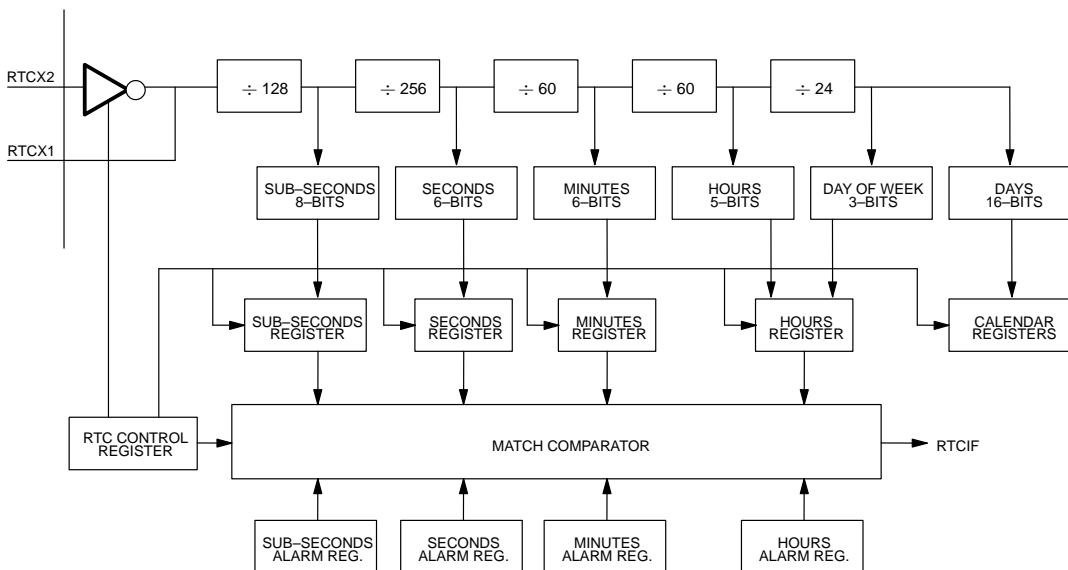 RTCX2
÷ 128
÷ 256
÷ 60
÷ 60
÷ 24
RTCX1
SUB–SECONDS
8–BITS
SECONDS
6–BITS
MINUTES
6–BITS
HOURS
5–BITS
DAY OF WEEK
3–BITS
DAYS
16–BITS
SUB–SECONDS
REGISTER
SECONDS
REGISTER
MINUTES
REGISTER
HOURS
REGISTER
CALENDAR
REGISTERS
RTC CONTROL
REGISTER
MATCH COMPARATOR
RTCIF
SUB–SECONDS
ALARM REG.
SECONDS
ALARM REG.
MINUTES
ALARM REG.
HOURS
ALARM REG.